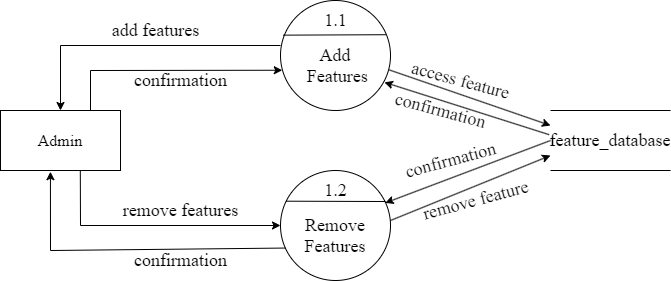 1.1
add features
Add
Features
access feature
confirmation
confirmation
Admin
feature_database
confirmation
1.2
remove feature
remove features
Remove
Features
confirmation